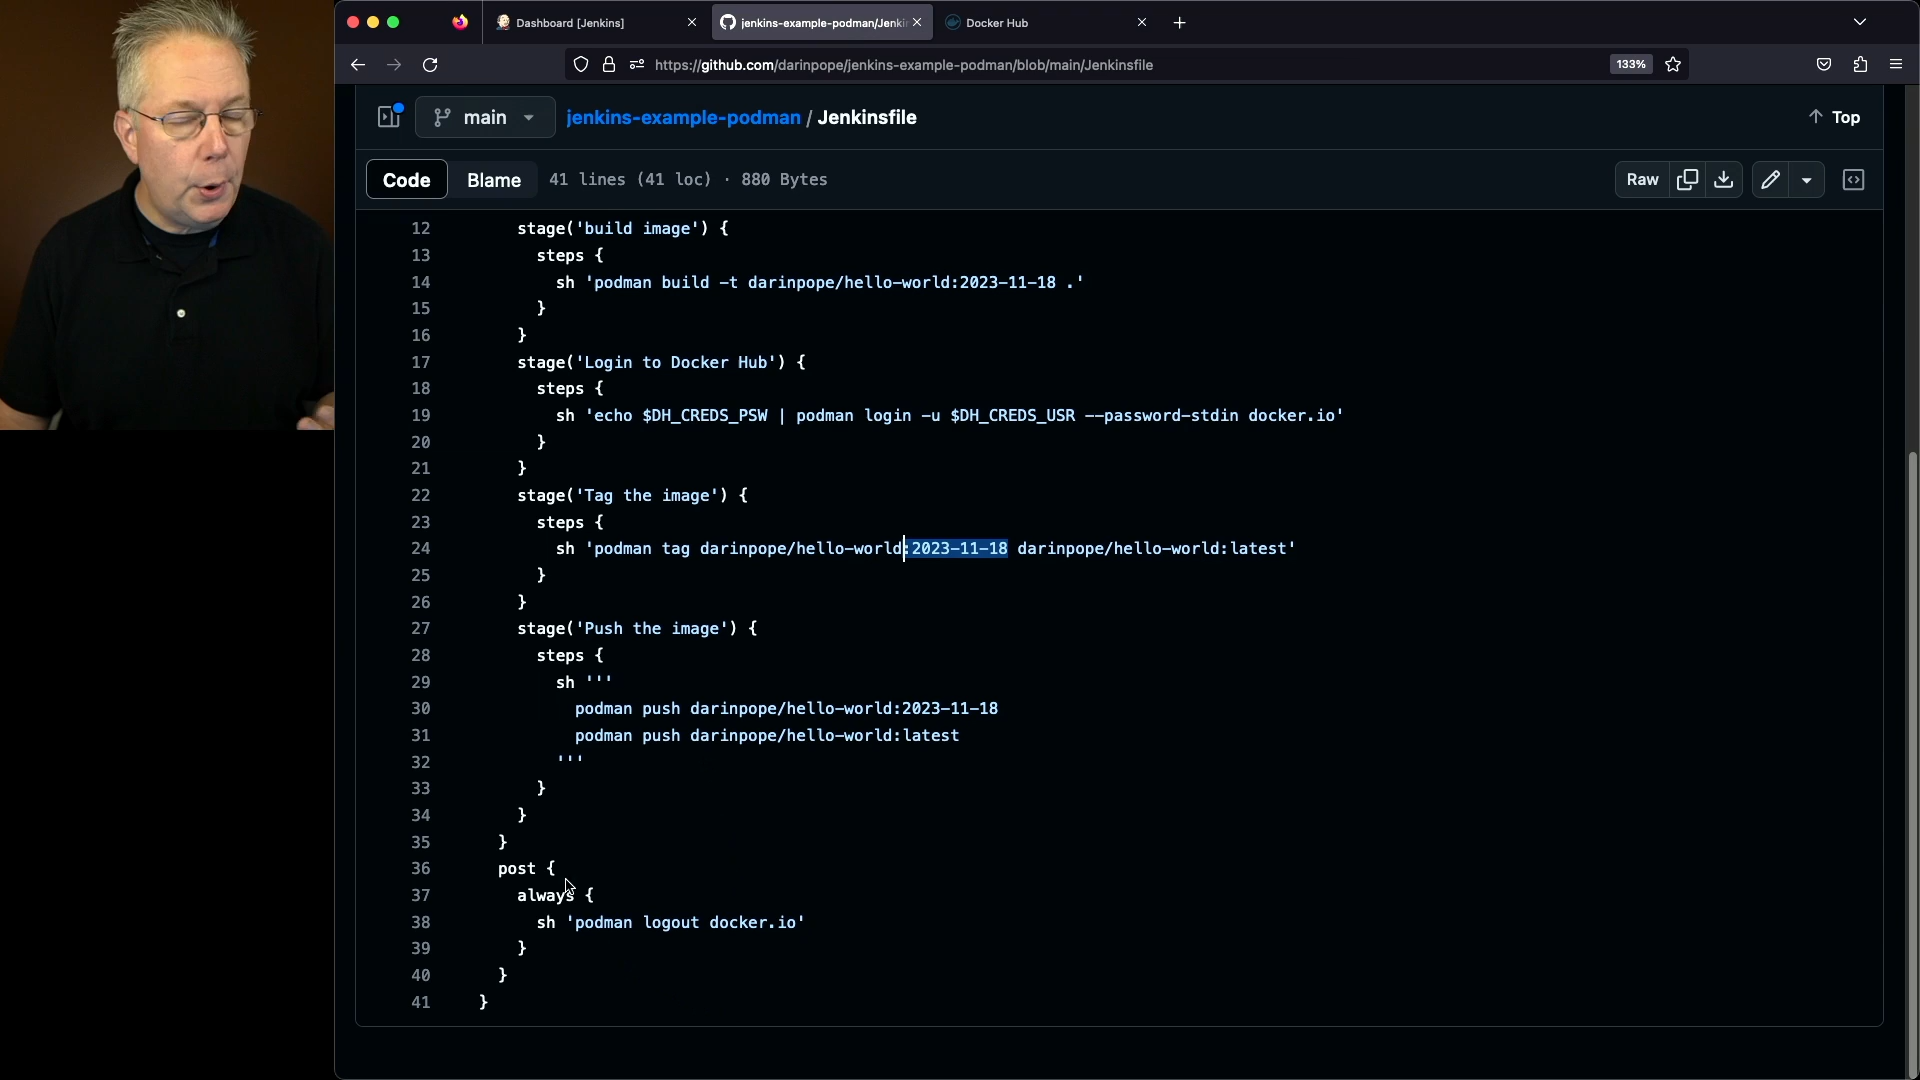 Dashboard [Jenkins]
jenkins-example-podman/Jenki
Docker Hub
https://github.com/darinpope/jenkins-example-podman/blob/main/Jenkinsfile
133%
main
jenkins-example-podman / Jenkinsfile
Top
Code
Blame
41 lines (41 loc) · 880 Bytes
Raw
12 stage('build image') {
13 steps {
14 sh 'podman build -t darinpope/hello-world:2023-11-18 .'
15 }
16 }
17 stage('Login to Docker Hub') {
18 steps {
19 sh 'echo $DH_CREDS_PSW | podman login -u $DH_CREDS_USR --password-stdin docker.io'
20 }
21 }
22 stage('Tag the image') {
23 steps {
24 sh 'podman tag darinpope/hello-world:2023-11-18 darinpope/hello-world:latest'
25 }
26 }
27 stage('Push the image') {
28 steps {
29 sh '''
30 podman push darinpope/hello-world:2023-11-18
31 podman push darinpope/hello-world:latest
32 '''
33 }
34 }
35 }
36 post {
37 always {
38 sh 'podman logout docker.io'
39 }
40 }
41 }